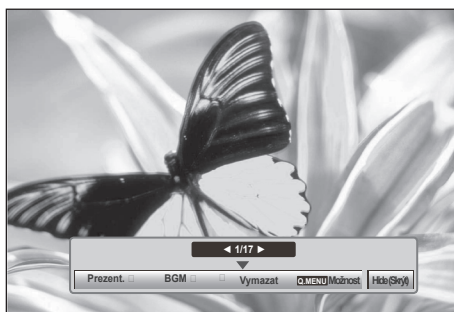 ◀ 1/17 ▶
Prezent. □ BGM □ □ Vymazat Q.MENU Možnost Hide(Skrýt)